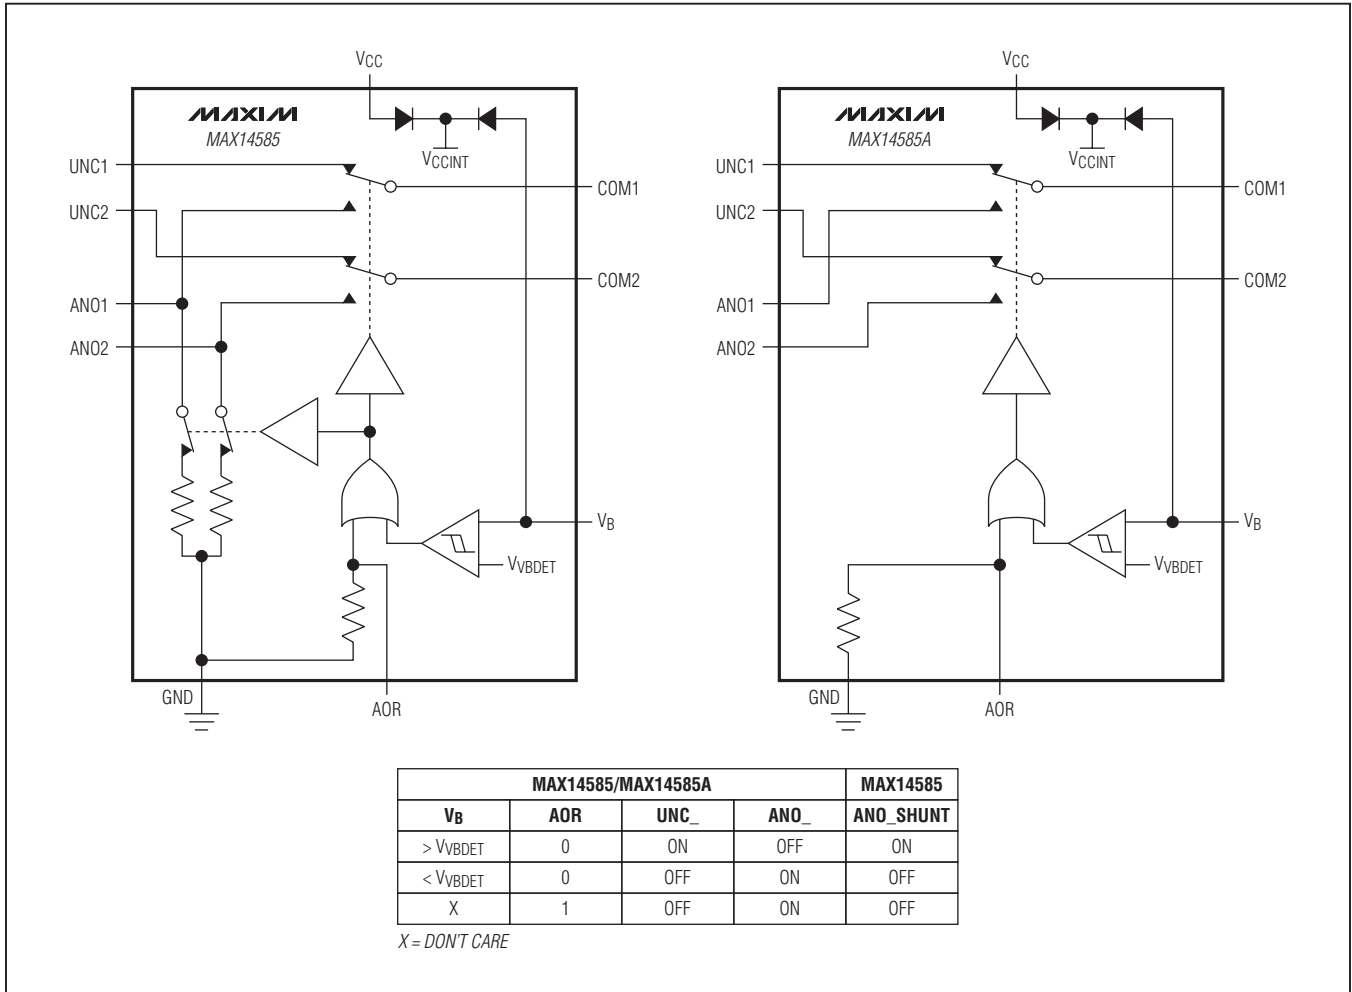 VCC
MAXIM
MAX14585
VCCINT
UNC1
UNC2
ANO1
ANO2
COM1
COM2
VB
VVBDET
GND
AOR
VCC
MAXIM
MAX14585A
VCCINT
UNC1
UNC2
ANO1
ANO2
COM1
COM2
VB
VVBDET
GND
AOR
MAX14585/MAX14585A MAX14585
VB AOR UNC_ ANO_ ANO_SHUNT
> VVBDET 0 ON OFF ON
< VVBDET 0 OFF ON OFF
X 1 OFF ON OFF
X = DON'T CARE